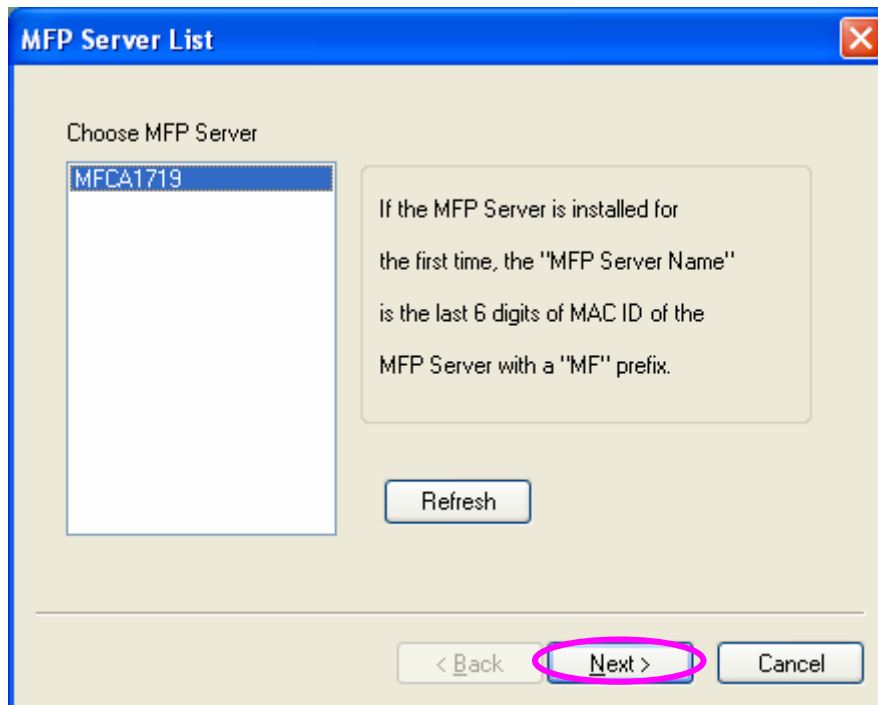 MFP Server List
Choose MFP Server
MFCA1719
If the MFP Server is installed for
the first time, the "MFP Server Name"
is the last 6 digits of MAC ID of the
MFP Server with a "MF" prefix.
Refresh
< Back Next > Cancel